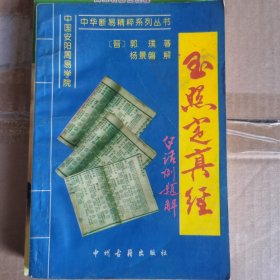 中国安阳周易学院
中华断易精粹系列丛书
[晋] 郭 璞 著
杨景磐 解
玉照定真经
白话例题解
中州古籍出版社